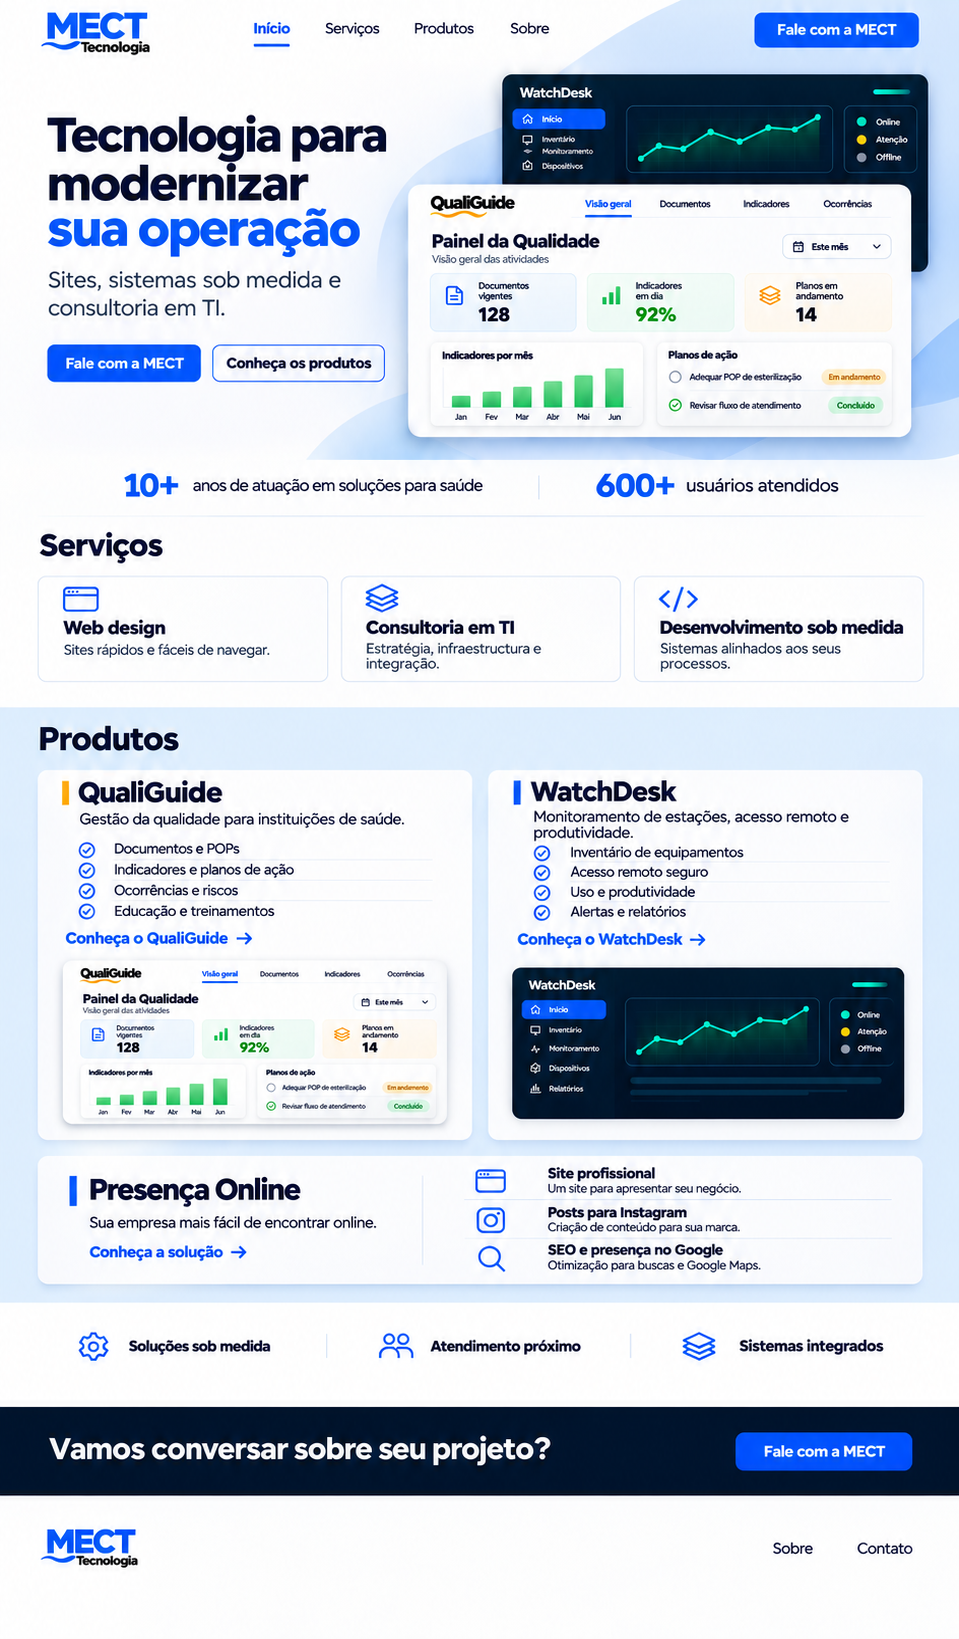 MECT
Tecnologia
Início
Serviços
Produtos
Sobre
Fale com a MECT
Tecnologia para
modernizar
sua operação
Sites, sistemas sob medida e
consultoria em TI.
Fale com a MECT
Conheça os produtos
WatchDesk
Início
Inventário
Monitoramento
Dispositivos
Online
Atenção
Offline
QualiGuide
Visão geral
Documentos
Indicadores
Ocorrências
Painel da Qualidade
Visão geral das atividades
Este mês
Documentos
vigentes
128
Indicadores
em dia
92%
Planos em
andamento
14
Indicadores por mês
Jan
Fev
Mar
Abr
Mai
Jun
Planos de ação
Adequar POP de esterilização
Em andamento
Revisar fluxo de atendimento
Concluído
10+ anos de atuação em soluções para saúde
600+ usuários atendidos
Serviços
Web design
Sites rápidos e fáceis de navegar.
Consultoria em TI
Estratégia, infraestructura e
integração.
Desenvolvimento sob medida
Sistemas alinhados aos seus
processos.
Produtos
QualiGuide
Gestão da qualidade para instituições de saúde.
Documentos e POPs
Indicadores e planos de ação
Ocorrências e riscos
Educação e treinamentos
Conheça o QualiGuide →
QualiGuide
Visão geral
Documentos
Indicadores
Ocorrências
Painel da Qualidade
Visão geral das atividades
Este mês
Documentos
vigentes
128
Indicadores
em dia
92%
Planos em
andamento
14
Indicadores por mês
Jan
Fev
Mar
Abr
Mai
Jun
Planos de ação
Adequar POP de esterilização
Em andamento
Revisar fluxo de atendimento
Concluído
WatchDesk
Monitoramento de estações, acesso remoto e
produtividade.
Inventário de equipamentos
Acesso remoto seguro
Uso e produtividade
Alertas e relatórios
Conheça o WatchDesk →
WatchDesk
Início
Inventário
Monitoramento
Dispositivos
Relatórios
Online
Atenção
Offline
Presença Online
Sua empresa mais fácil de encontrar online.
Conheça a solução →
Site profissional
Um site para apresentar seu negócio.
Posts para Instagram
Criação de conteúdo para sua marca.
SEO e presença no Google
Otimização para buscas e Google Maps.
Soluções sob medida
Atendimento próximo
Sistemas integrados
Vamos conversar sobre seu projeto?
Fale com a MECT
MECT
Tecnologia
Sobre
Contato